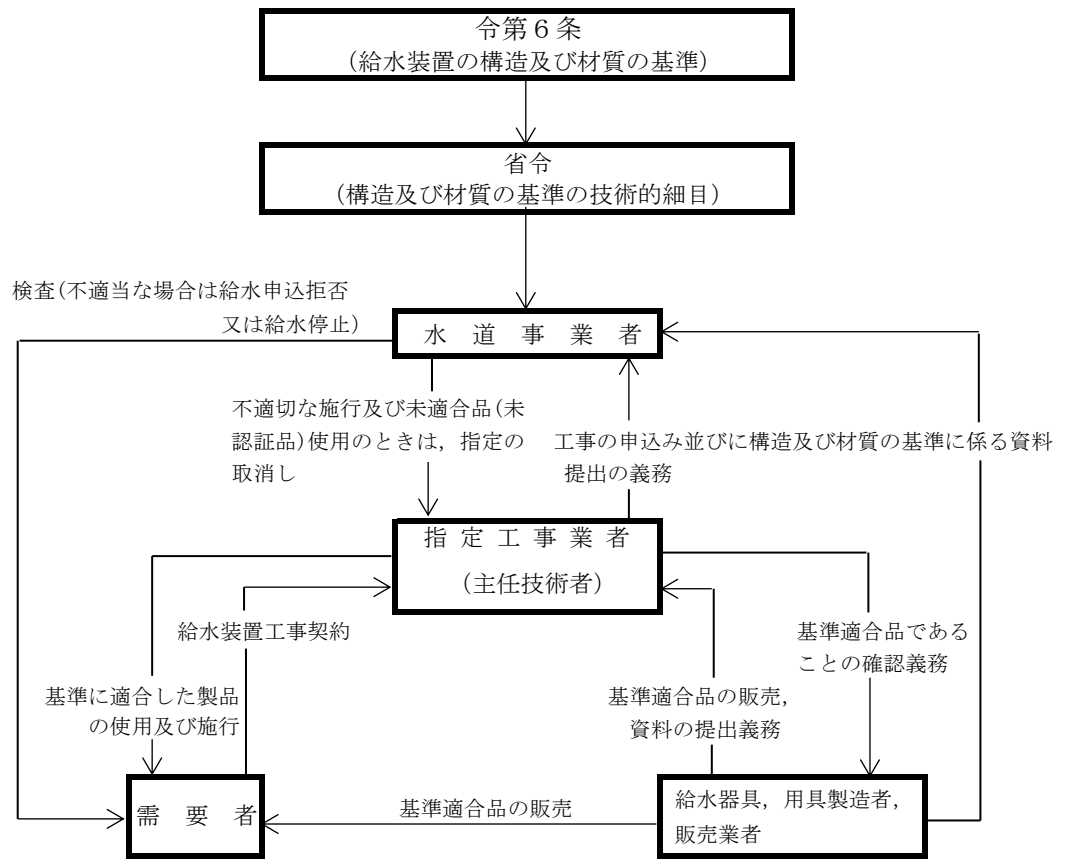 令第６条
(給水装置の構造及び材質の基準)
省令
(構造及び材質の基準の技術的細目)
検査(不適当な場合は給水申込拒否
又は給水停止)
水道事業者
不適切な施行及び未適合品(未
認証品)使用のときは，指定の
取消し
工事の申込み並びに構造及び材質の基準に係る資料
提出の義務
指定工事業者
(主任技術者)
給水装置工事契約
基準適合品である
ことの確認義務
基準に適合した製品
の使用及び施行
基準適合品の販売，
資料の提出義務
需要者
基準適合品の販売
給水器具，用具製造者，
販売業者